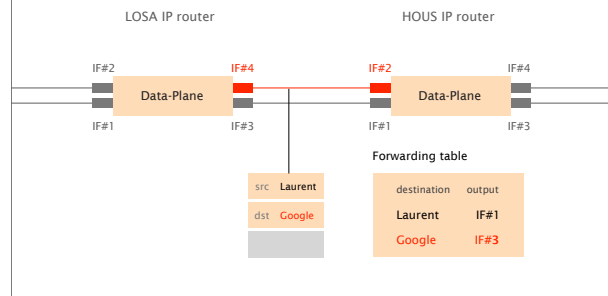 LOSA IP router
HOUS IP router
IF#2
IF#4
IF#2
IF#4
Data-Plane
Data-Plane
IF#1
IF#3
IF#1
IF#3
Forwarding table
src Laurent
destination output
dst Google
Laurent IF#1
Google IF#3